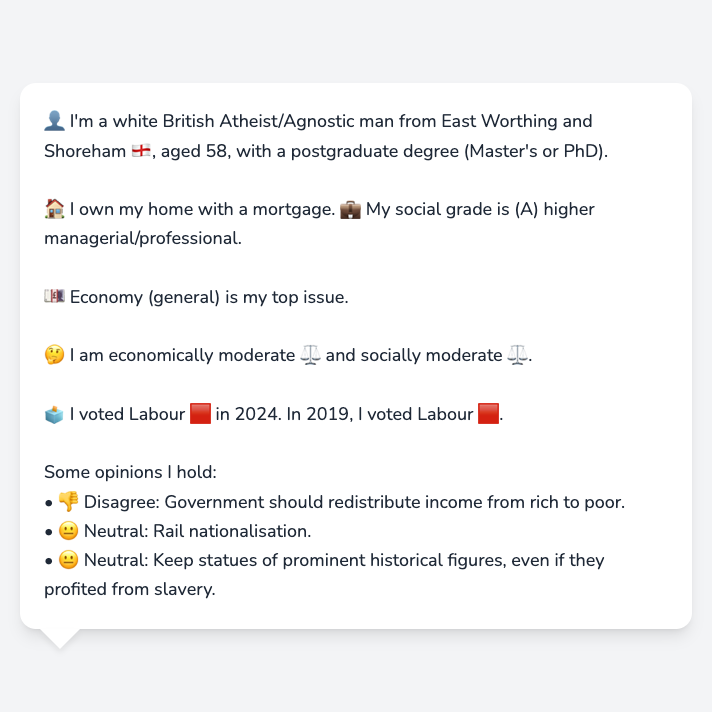 👤 I'm a white British Atheist/Agnostic man from East Worthing and
Shoreham 🏴󠁧󠁢󠁥󠁮󠁧󠁿, aged 58, with a postgraduate degree (Master's or PhD).
🏠 I own my home with a mortgage. 💼 My social grade is (A) higher
managerial/professional.
💷 Economy (general) is my top issue.
🤔 I am economically moderate ⚖️ and socially moderate ⚖️.
🗳️ I voted Labour 🟥 in 2024. In 2019, I voted Labour 🟥.
Some opinions I hold:
• 👎 Disagree: Government should redistribute income from rich to poor.
• 😐 Neutral: Rail nationalisation.
• 😐 Neutral: Keep statues of prominent historical figures, even if they
profited from slavery.